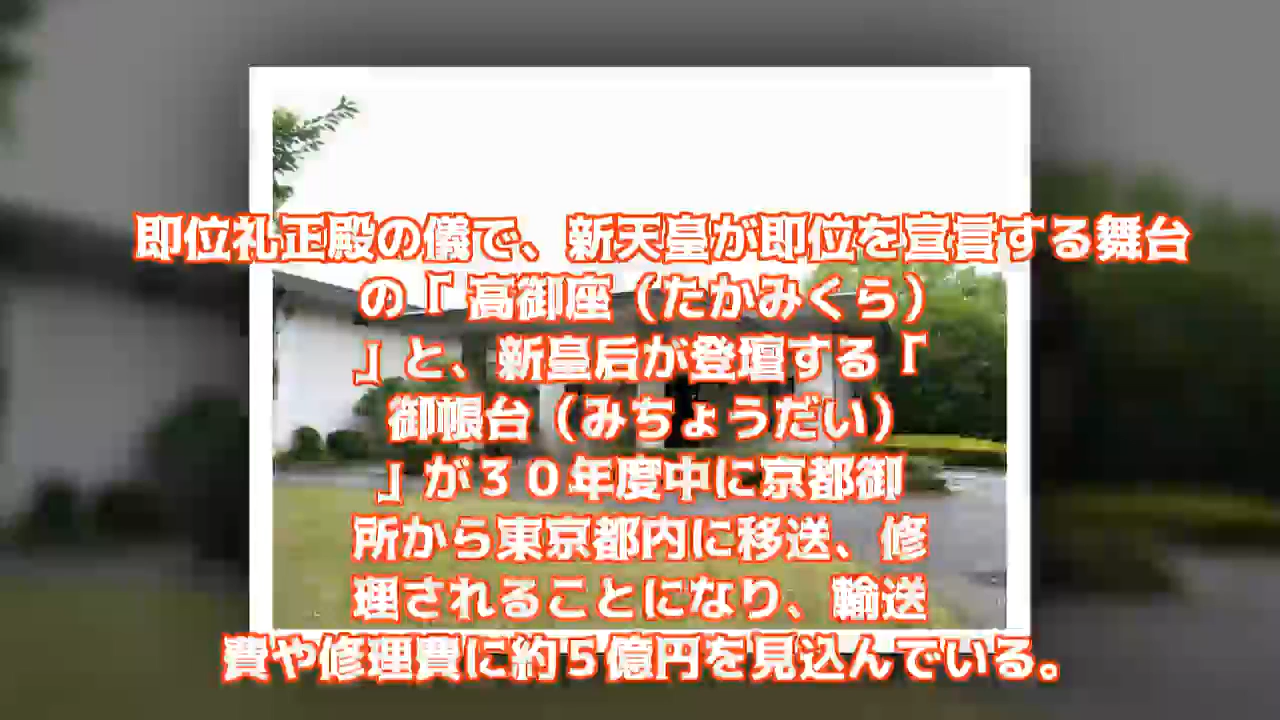 即位礼正殿の儀で、新天皇が即位を宣言する舞台
の「高御座（たかみくら）
」と、新皇后が登壇する「
御帳台（みちょうだい）
」が３０年度中に京都御
所から東京都内に移送、修
理されることになり、輸送
費や修理費に約５億円を見込んでいる。